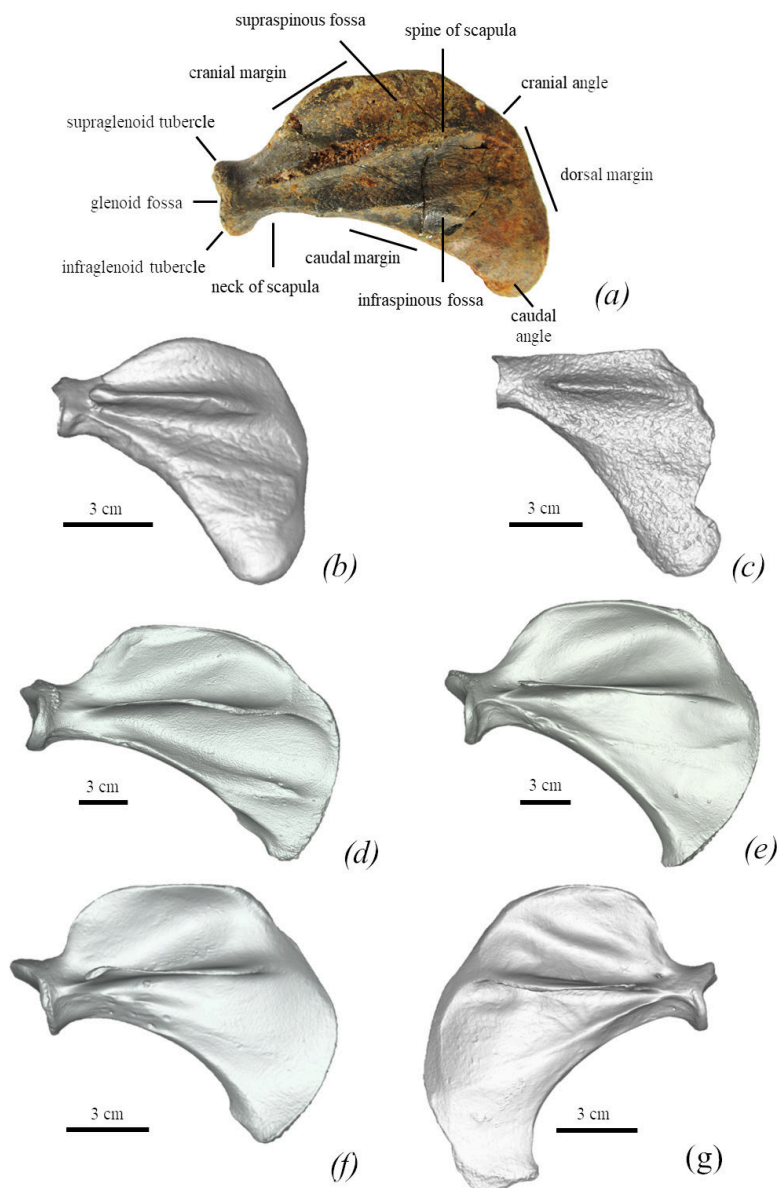 supraspinous fossa
spine of scapula
cranial margin
cranial angle
supraglenoid tubercle
dorsal margin
glenoid fossa
infraglenoid tubercle
caudal margin
neck of scapula
infraspinous fossa
(a)
caudal
angle
3 cm
(b)
3 cm
(c)
3 cm
(d)
3 cm
(e)
3 cm
(f)
3 cm
(g)